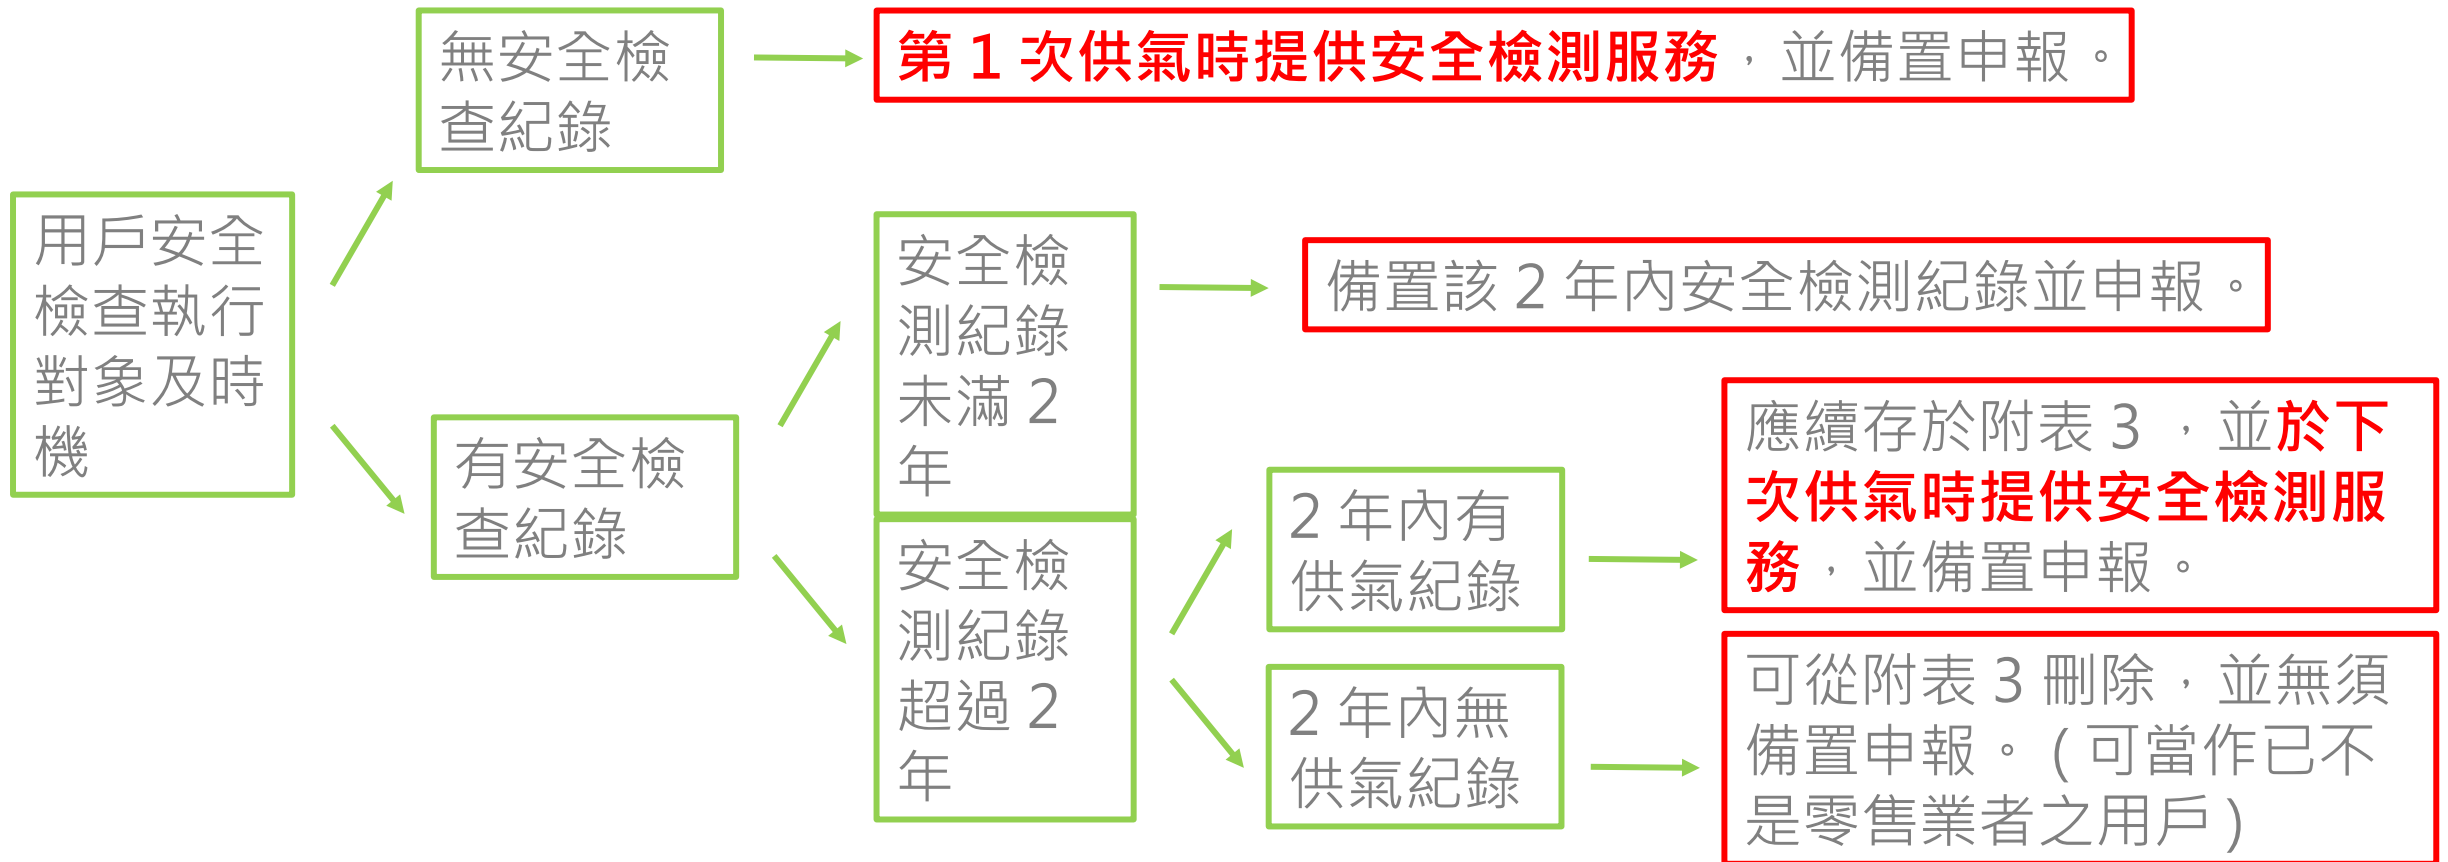 用戶安全
檢查執行
對象及時
機
無安全檢
查紀錄
第 1 次供氣時提供安全檢測服務，並備置申報。
有安全檢
查紀錄
安全檢
測紀錄
未滿 2
年
備置該 2 年內安全檢測紀錄並申報。
安全檢
測紀錄
超過 2
年
2 年內有
供氣紀錄
應續存於附表 3 ，並於下
次供氣時提供安全檢測服
務，並備置申報。
2 年內無
供氣紀錄
可從附表 3 刪除，並無須
備置申報。( 可當作已不
是零售業者之用戶 )